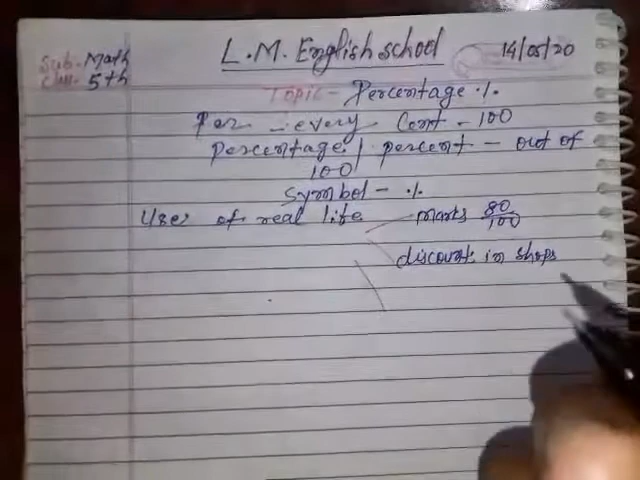 L.M. English school
14/05/20
Sub- Math
Class- 5th
Topic- Percentage %
Per - every Cent - 100
Percentage / percent - out of
100
Symbol - %
Use of real life
marks 80/100
discount in shops